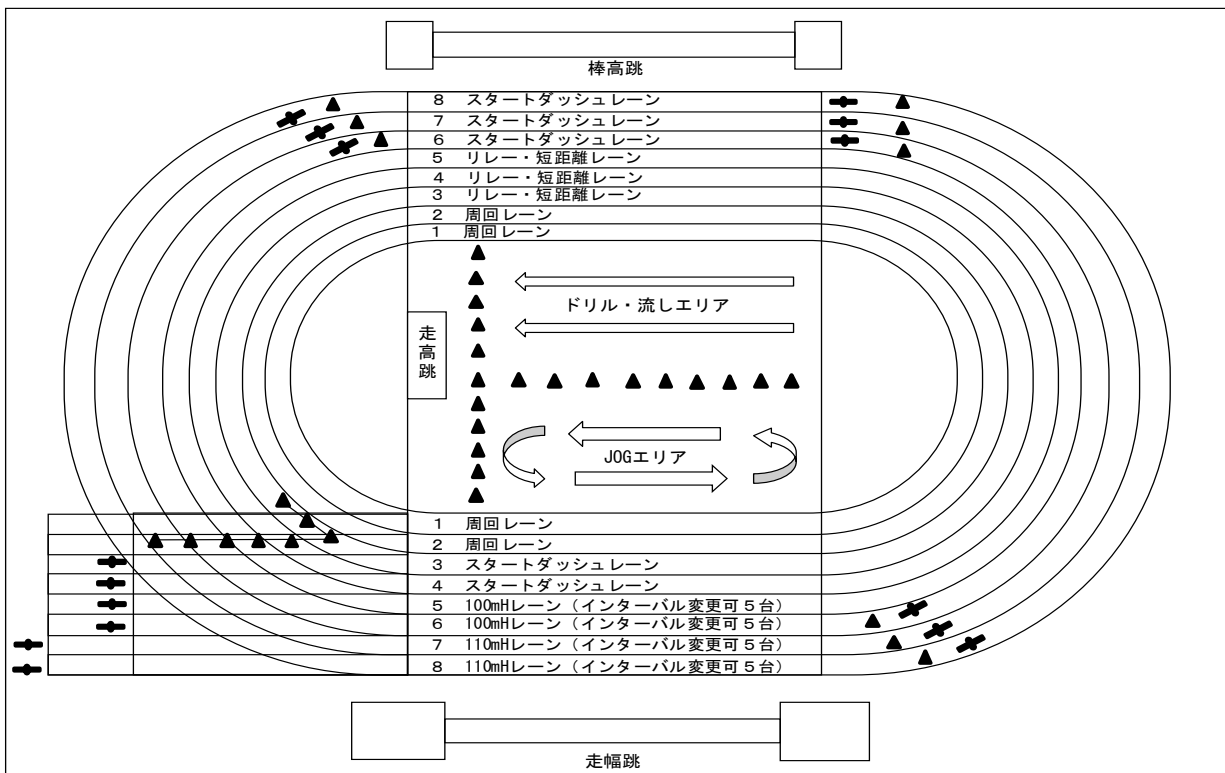 棒高跳
8 スタートダッシュレーン
7 スタートダッシュレーン
6 スタートダッシュレーン
5 リレー・短距離レーン
4 リレー・短距離レーン
3 リレー・短距離レーン
2 周回レーン
1 周回レーン
ドリル・流しエリア
走高跳
JOGエリア
1 周回レーン
2 周回レーン
3 スタートダッシュレーン
4 スタートダッシュレーン
5 100mHレーン（インターバル変更可5台）
6 100mHレーン（インターバル変更可5台）
7 110mHレーン（インターバル変更可5台）
8 110mHレーン（インターバル変更可5台）
走幅跳